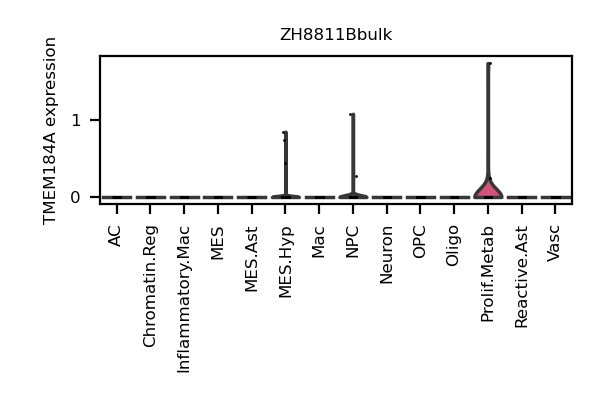 ZH8811Bbulk
TMEM184A expression
1
0
AC
Chromatin.Reg
Inflammatory.Mac
MES
MES.Ast
MES.Hyp
Mac
NPC
Neuron
OPC
Oligo
Prolif.Metab
Reactive.Ast
Vasc